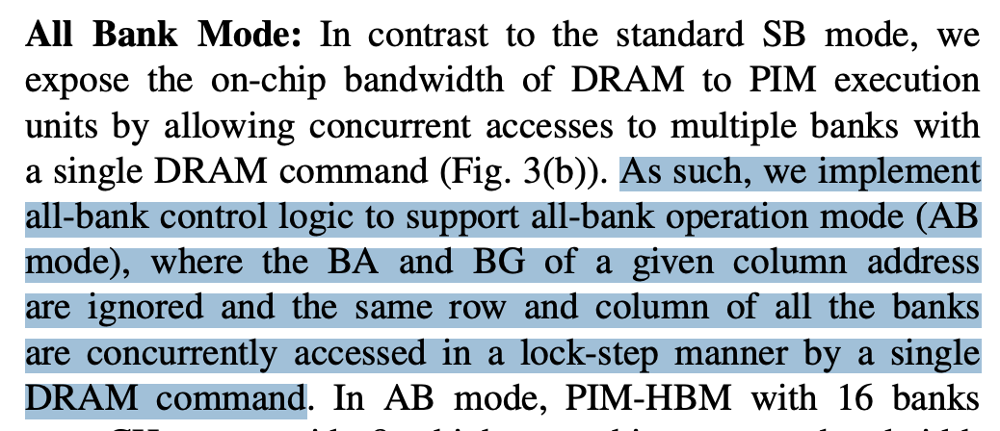 All Bank Mode: In contrast to the standard SB mode, we
expose the on-chip bandwidth of DRAM to PIM execution
units by allowing concurrent accesses to multiple banks with
a single DRAM command (Fig. 3(b)). As such, we implement
all-bank control logic to support all-bank operation mode (AB
mode), where the BA and BG of a given column address
are ignored and the same row and column of all the banks
are concurrently accessed in a lock-step manner by a single
DRAM command. In AB mode, PIM-HBM with 16 banks